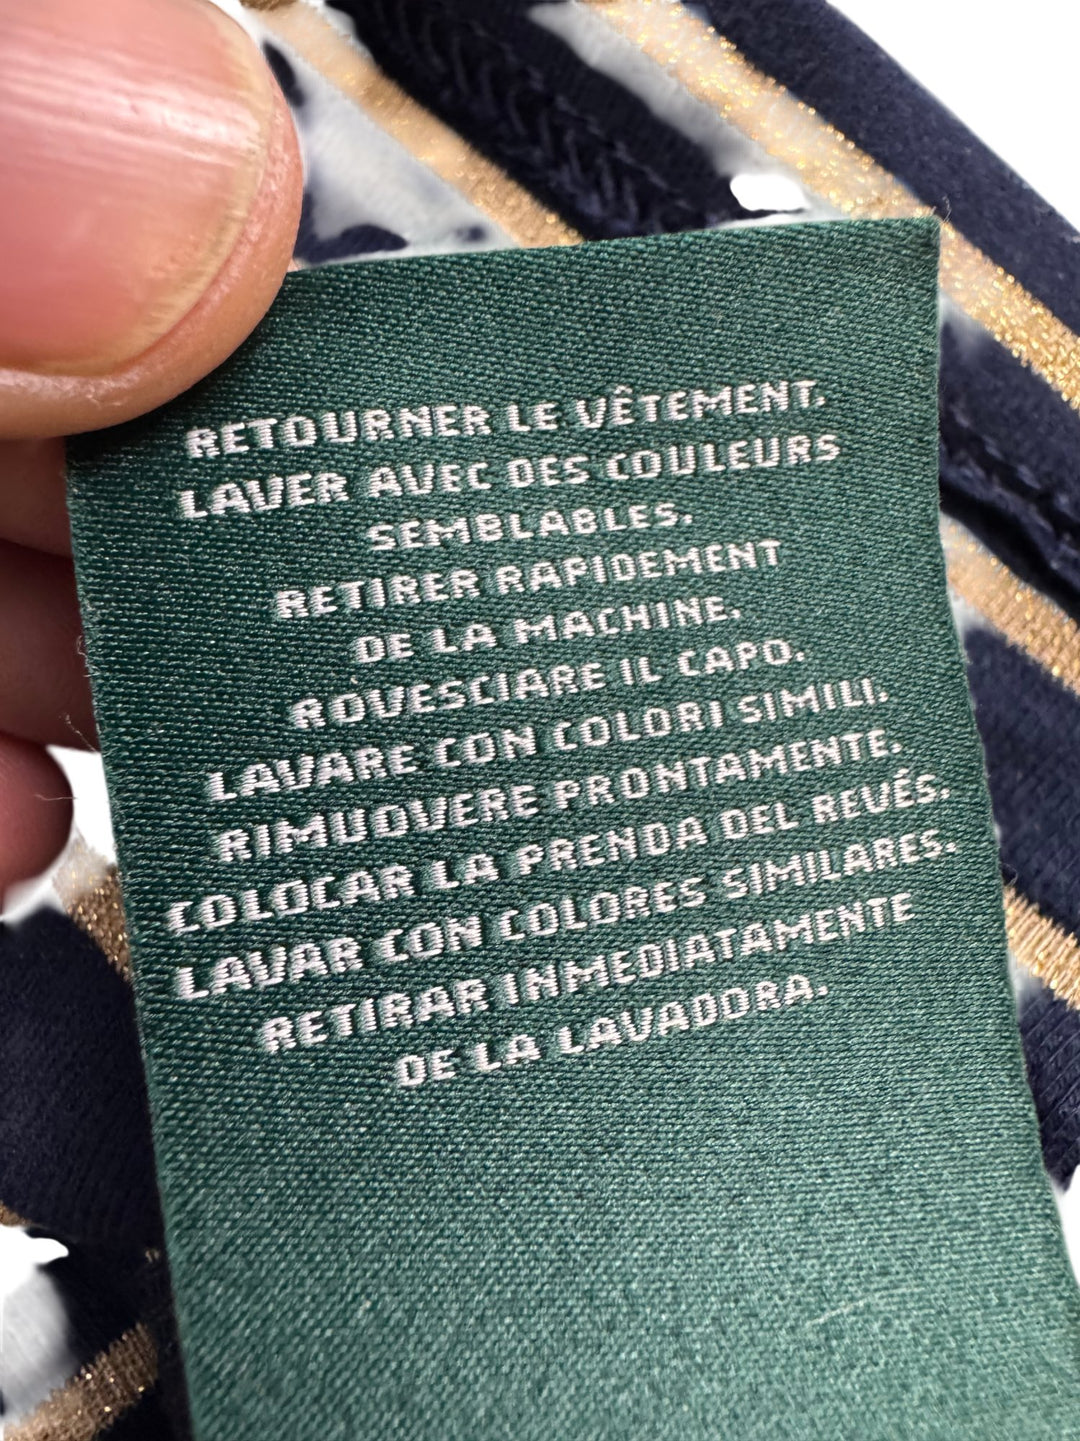 RETOURNER LE VÊTEMENT.
LAVER AVEC DES COULEURS
SEMBLABLES.
RETIRER RAPIDEMENT
DE LA MACHINE.
ROVESCIARE IL CAPO.
LAVARE CON COLORI SIMILI.
RIMUOVERE PRONTAMENTE.
COLOCAR LA PRENDA DEL REVÉS.
LAVAR CON COLORES SIMILARES.
RETIRAR INMEDIATAMENTE
DE LA LAVADORA.